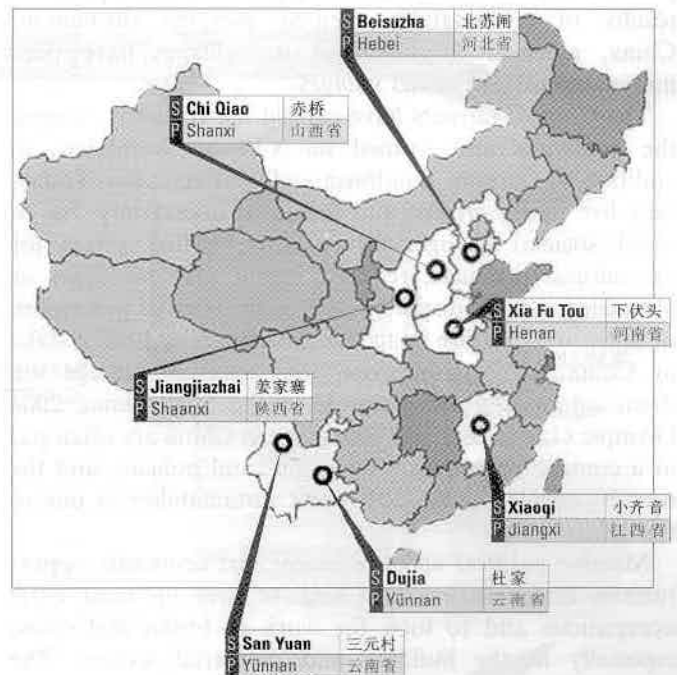 S Beisuzha 北苏闸
P Hebei 河北省
S Chi Qiao 赤桥
P Shanxi 山西省
S Xia Fu Tou 下伏头
P Henan 河南省
S Jiangjiazhai 姜家寨
P Shaanxi 陕西省
S Xiaoqi 小齐音
P Jiangxi 江西省
S Dujia 杜家
P Yünnan 云南省
S San Yuan 三元村
P Yünnan 云南省